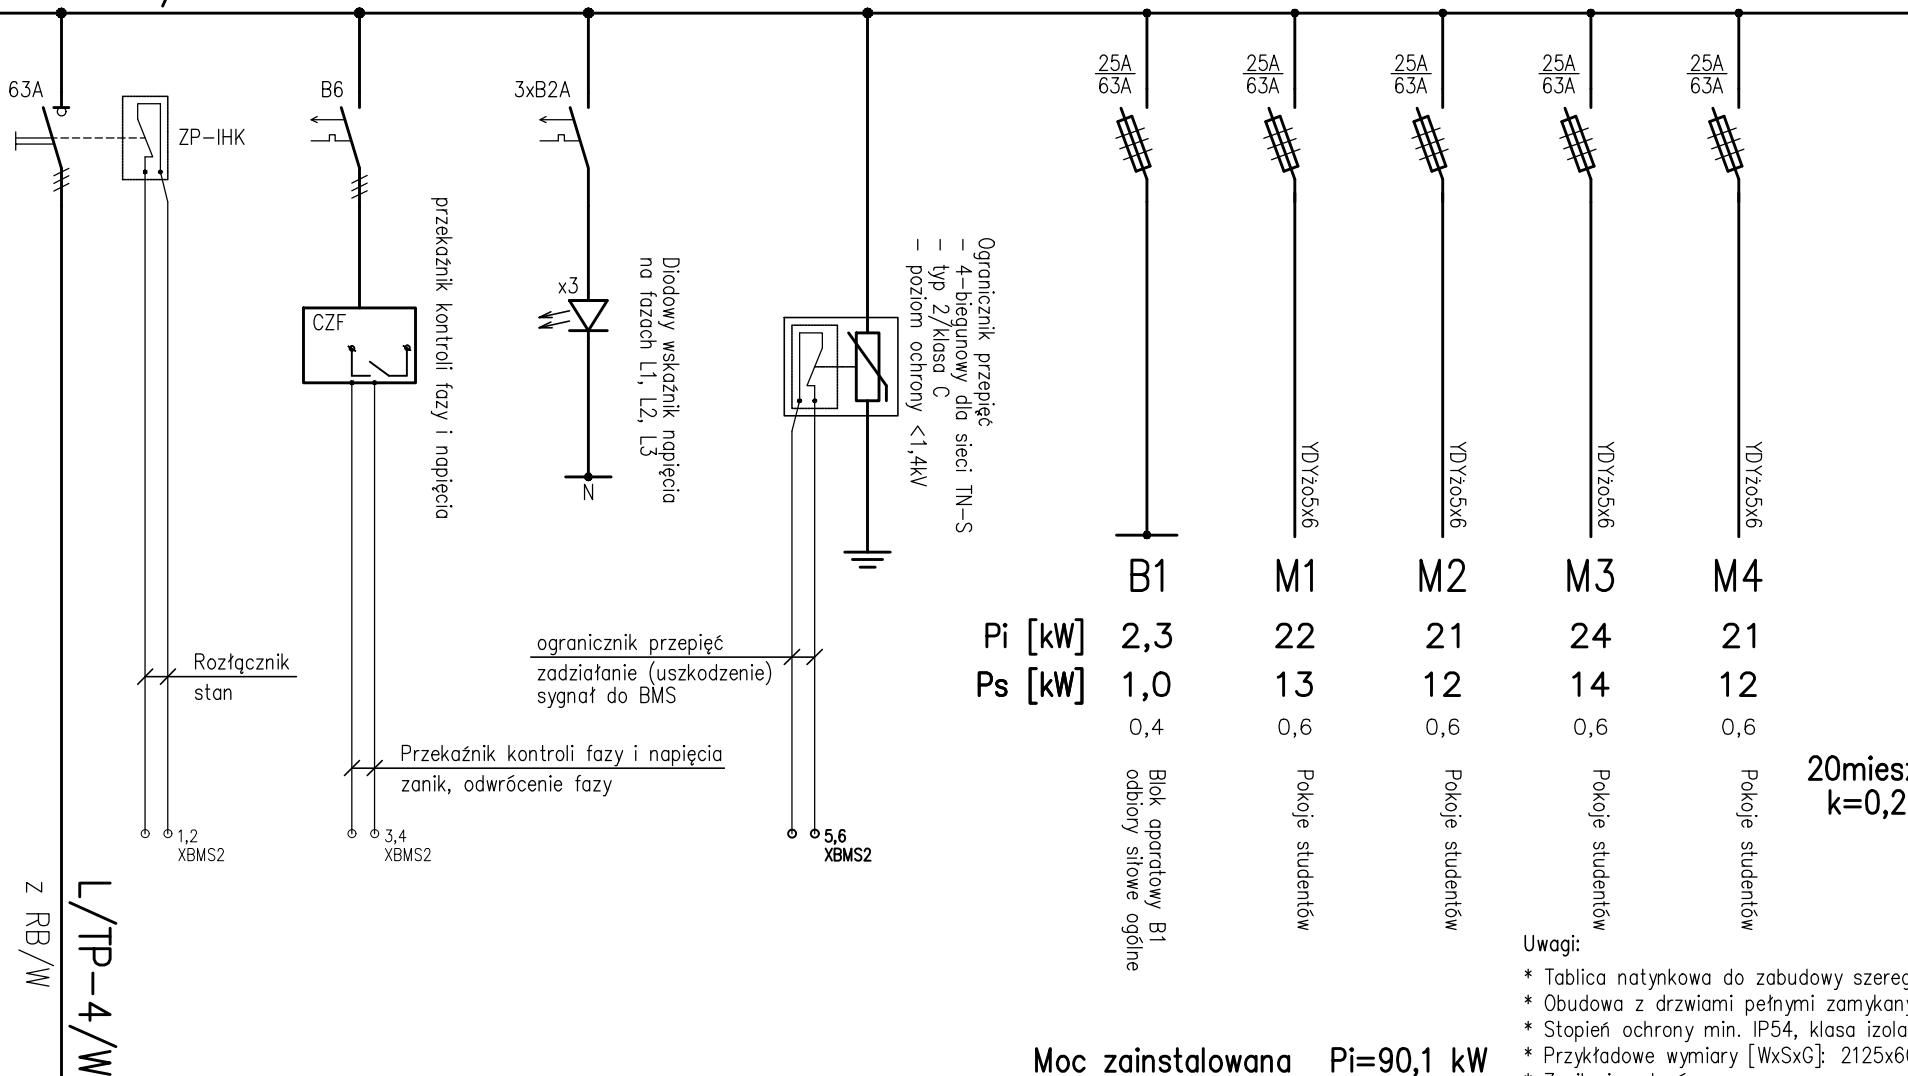 63A
ZP-IHK
B6
3xB2A
25A
63A
25A
63A
25A
63A
25A
63A
25A
63A
przekaźnik kontroli fazy i napięcia
CZF
x3
Diodowy wskaźnik napięcia
na fazach L1, L2, L3
N
Ogranicznik przepięć
- 4-biegunowy dla sieci TN-S
- typ 2/klasa C
- poziom ochrony <1,4kV
YDYżo5x6
YDYżo5x6
YDYżo5x6
YDYżo5x6
B1 M1 M2 M3 M4
Pi [kW] 2,3 22 21 24 21
Ps [kW] 1,0 13 12 14 12
0,4 0,6 0,6 0,6 0,6
Rozłącznik
stan
ogranicznik przepięć
zadziałanie (uszkodzenie)
sygnał do BMS
Przekaźnik kontroli fazy i napięcia
zanik, odwrócenie fazy
1,2
XBMS2
3,4
XBMS2
5,6
XBMS2
Blok aparatowy B1
odbiory siłowe ogólne
Pokoje studentów
Pokoje studentów
Pokoje studentów
Pokoje studentów
20miesz
k=0,2
L/TP-4/W
z RB/W
Uwagi:
* Tablica natynkowa do zabudowy szereg
* Obudowa z drzwiami pełnymi zamykany
* Stopień ochrony min. IP54, klasa izola
* Przykładowe wymiary [WxSxG]: 2125x60
Moc zainstalowana Pi=90,1 kW